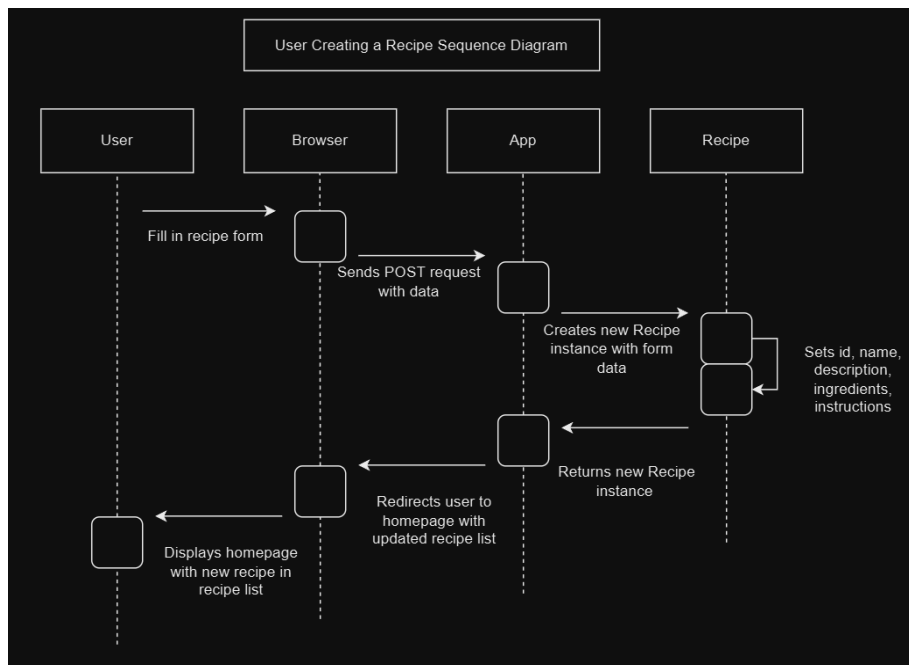 User Creating a Recipe Sequence Diagram
User
Browser
App
Recipe
Fill in recipe form
Sends POST request
with data
Creates new Recipe
instance with form
data
Sets id, name,
description,
ingredients,
instructions
Returns new Recipe
instance
Redirects user to
homepage with
updated recipe list
Displays homepage
with new recipe in
recipe list